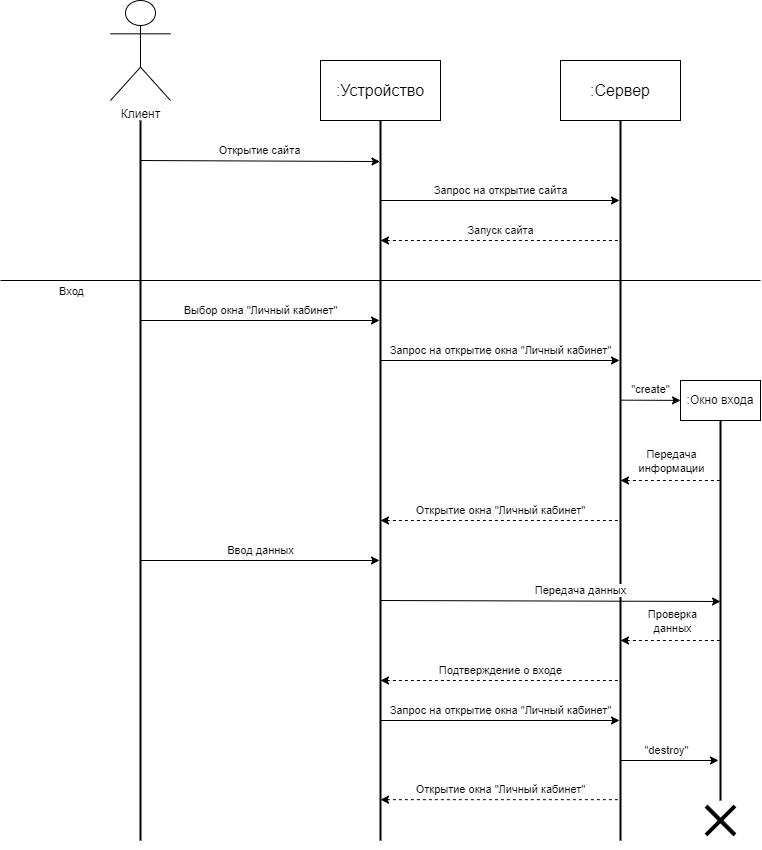 Клиент
:Устройство
:Сервер
Открытие сайта
Запрос на открытие сайта
Запуск сайта
Вход
Выбор окна "Личный кабинет"
Запрос на открытие окна "Личный кабинет"
"create"
:Окно входа
Передача
информации
Открытие окна "Личный кабинет"
Ввод данных
Передача данных
Проверка
данных
Подтверждение о входе
Запрос на открытие окна "Личный кабинет"
"destroy"
Открытие окна "Личный кабинет"